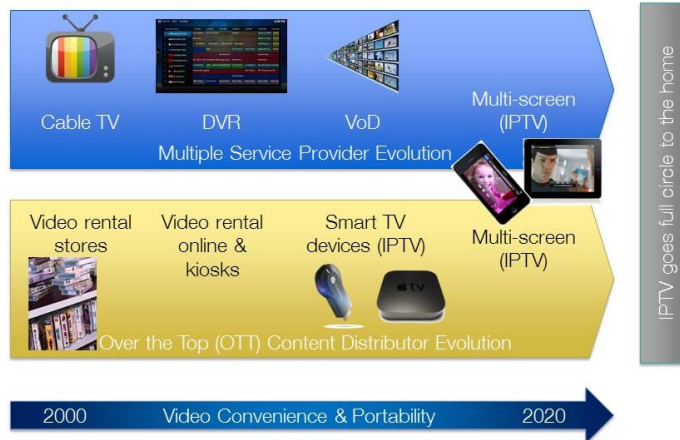 Cable TV
DVR
VoD
Multi-screen
(IPTV)
Multiple Service Provider Evolution
Video rental
stores
Video rental
online &
kiosks
Smart TV
devices (IPTV)
Multi-screen
(IPTV)
tv
Over the Top (OTT) Content Distributor Evolution
2000
Video Convenience & Portability
2020
IPTV goes full circle to the home